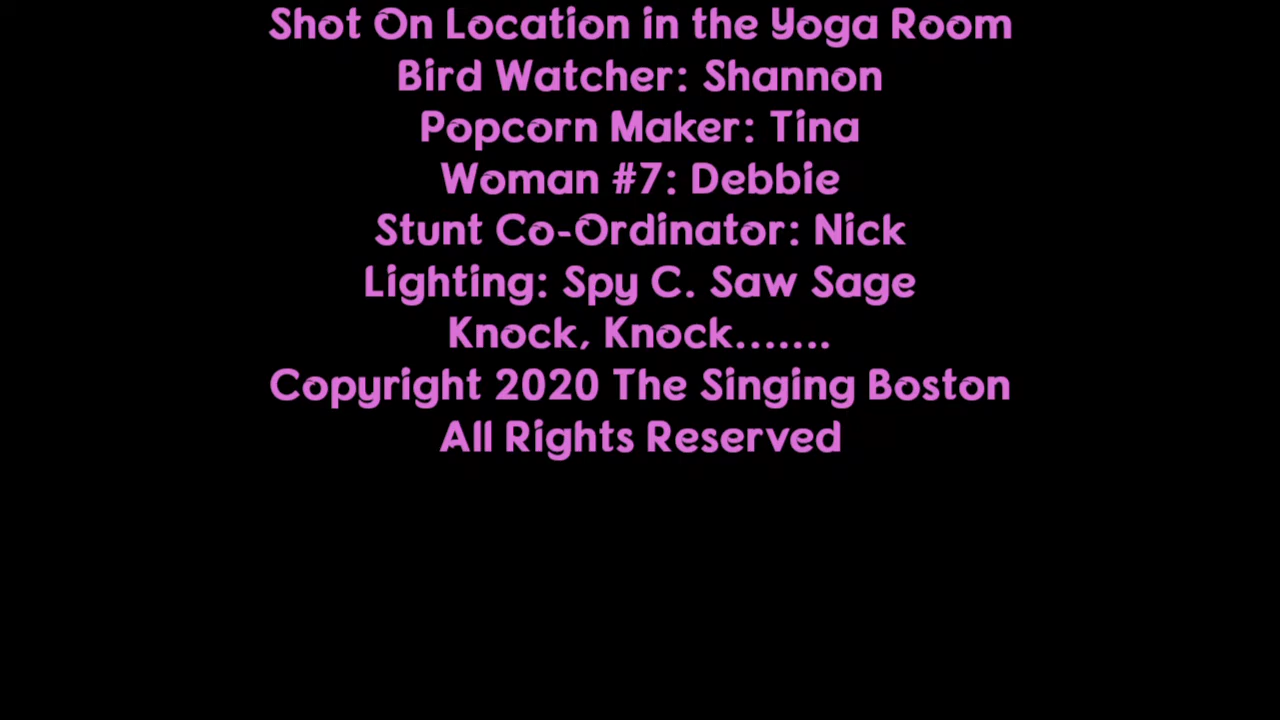 Shot On Location in the Yoga Room
Bird Watcher: Shannon
Popcorn Maker: Tina
Woman #7: Debbie
Stunt Co-Ordinator: Nick
Lighting: Spy C. Saw Sage
Knock, Knock.......
Copyright 2020 The Singing Boston
All Rights Reserved